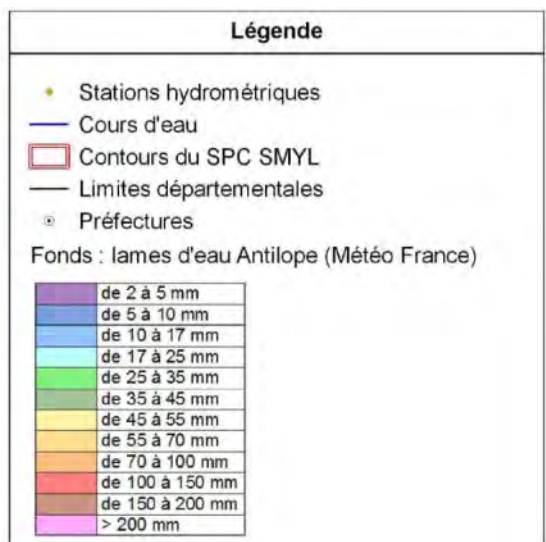 Légende
Stations hydrométriques
Cours d'eau
Contours du SPC SMYL
Limites départementales
Préfectures
Fonds : lames d'eau Antilope (Météo France)
de 2 à 5 mm
de 5 à 10 mm
de 10 à 17 mm
de 17 à 25 mm
de 25 à 35 mm
de 35 à 45 mm
de 45 à 55 mm
de 55 à 70 mm
de 70 à 100 mm
de 100 à 150 mm
de 150 à 200 mm
> 200 mm